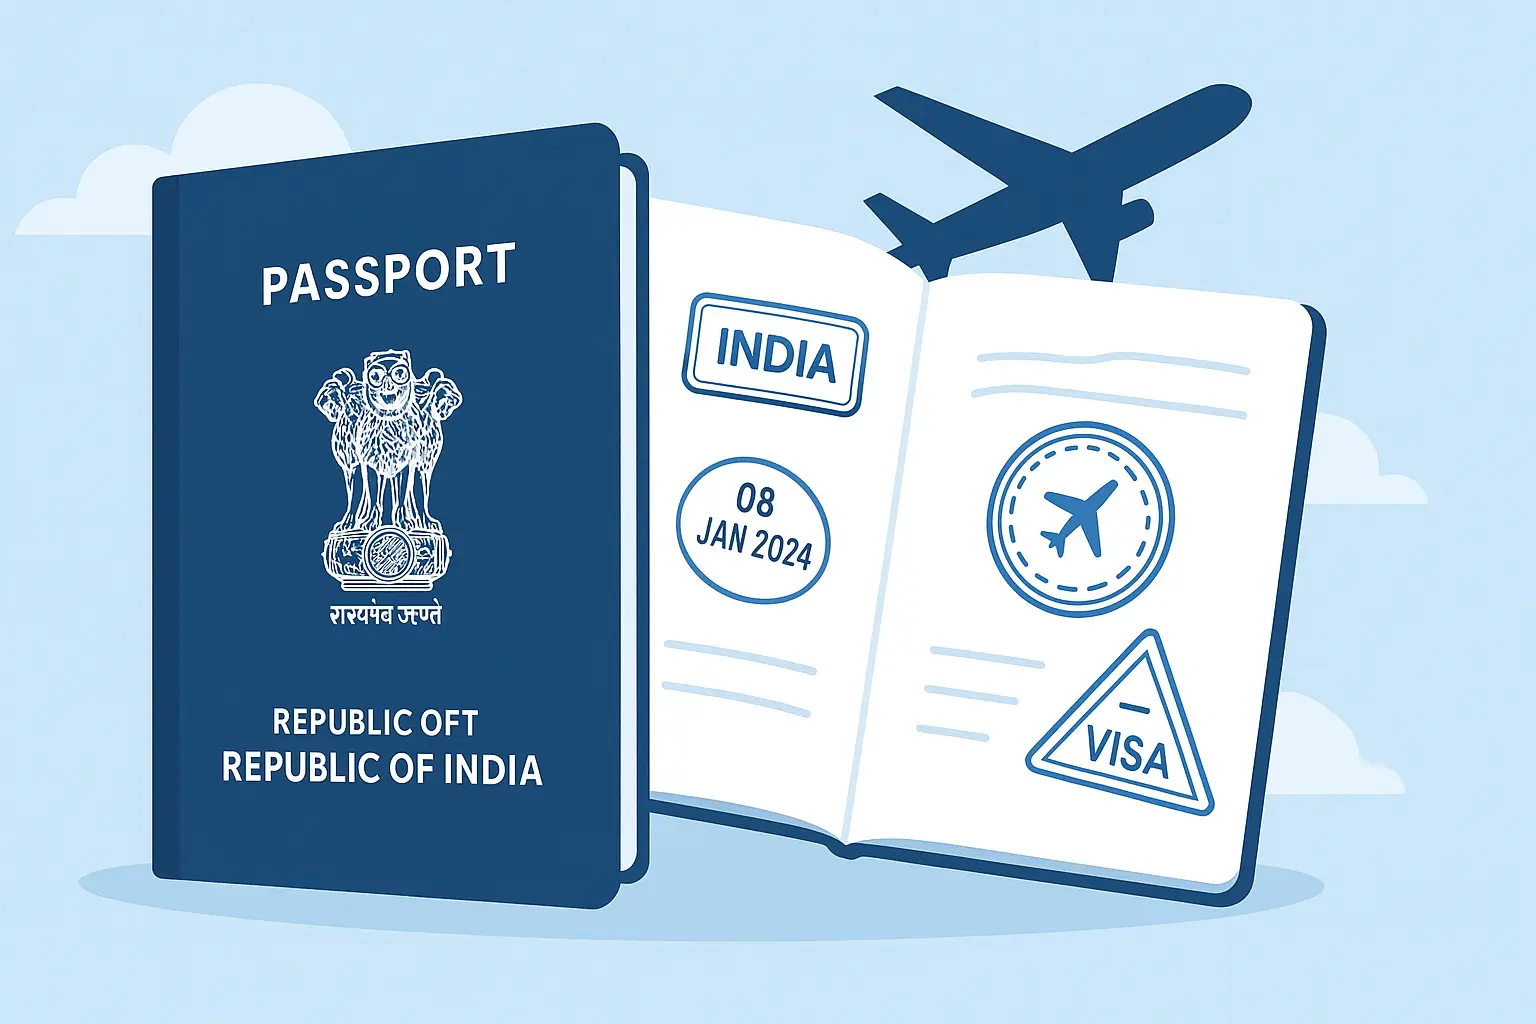 PASSPORT
REPUBLIC OFT
REPUBLIC OF INDIA
INDIA
08
JAN 2024
VISA